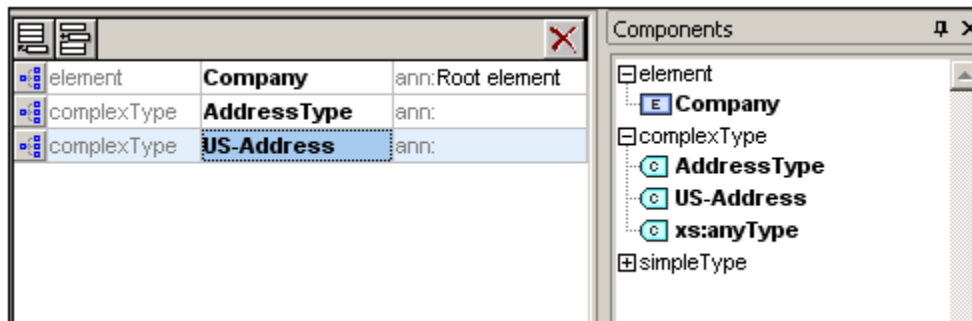 element Company ann:Root element
complexType AddressType ann:
complexType US-Address ann:
Components
element
E Company
complexType
C AddressType
C US-Address
C xs:anyType
simpleType